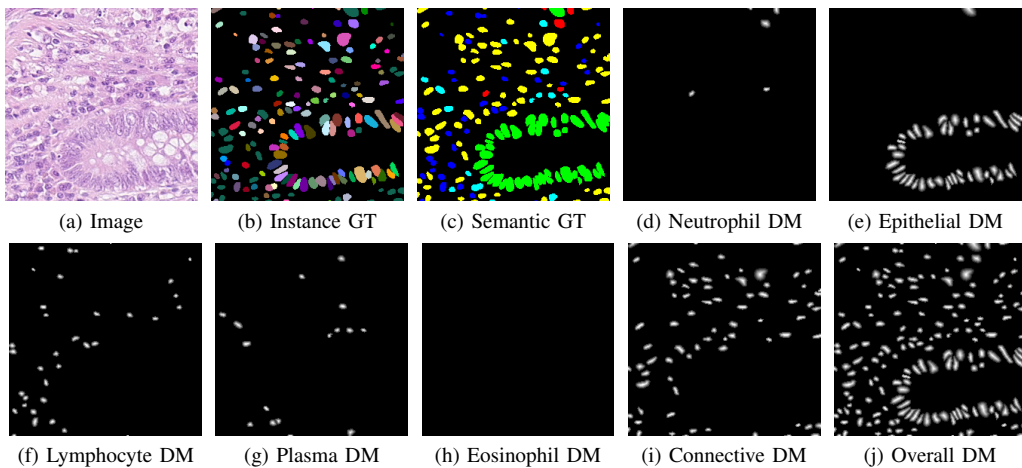 (a) Image
(b) Instance GT
(c) Semantic GT
(d) Neutrophil DM
(e) Epithelial DM
(f) Lymphocyte DM
(g) Plasma DM
(h) Eosinophil DM
(i) Connective DM
(j) Overall DM